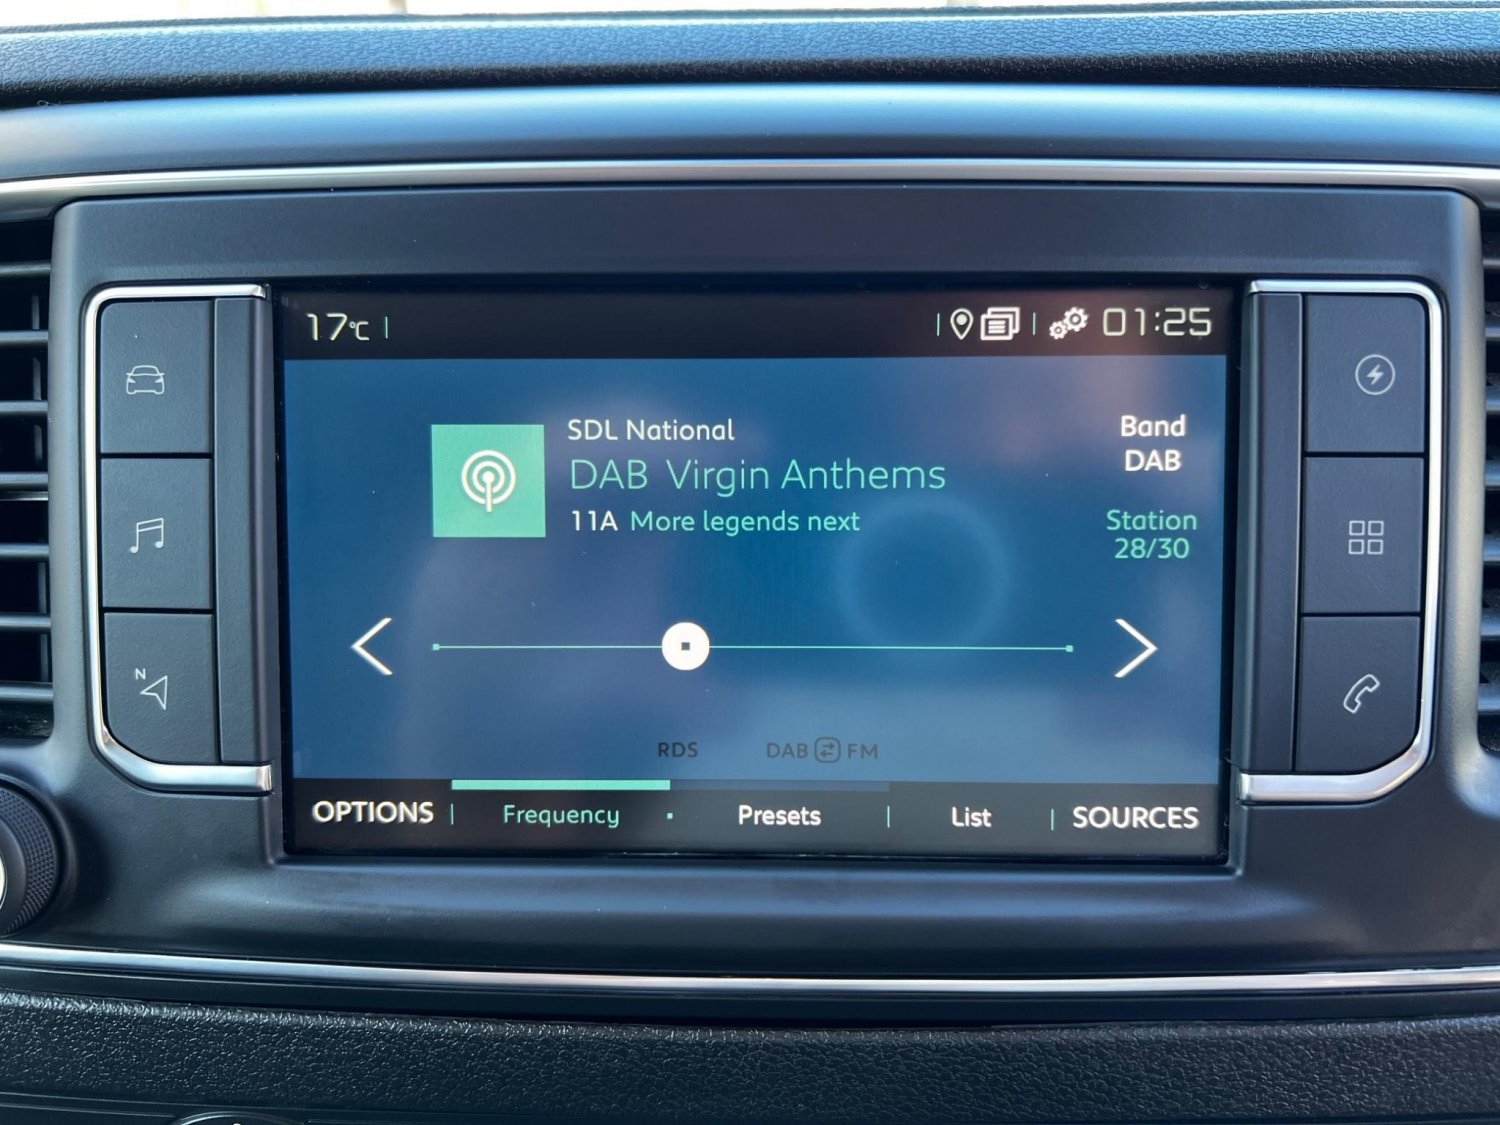 17°C
01:25
SDL National
DAB Virgin Anthems
11A More legends next
Band
DAB
Station
28/30
N
RDS
DAB FM
OPTIONS Frequency Presets List SOURCES